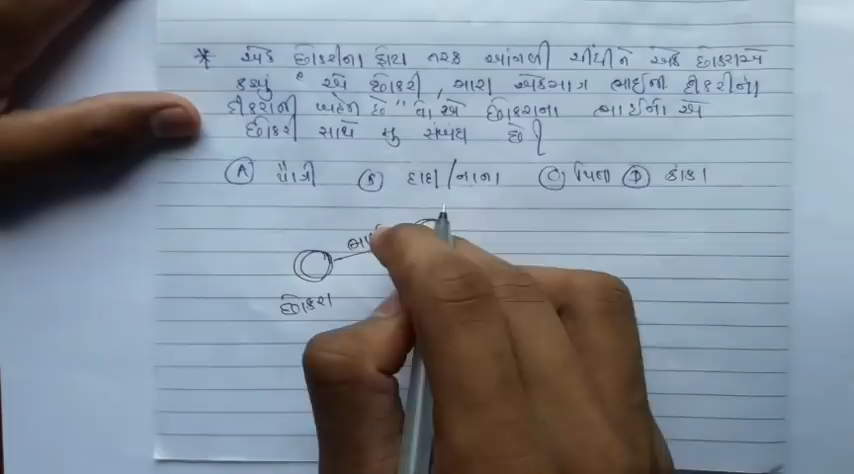 * એક છોકરીના ફોટા તરફ આંગળી ચીંધીને એક છોકરાએ
કહ્યું " એ છોકરી, મારા એકમાત્ર ભાઈની દીકરીના
દીકરાની બહેન છે" તો એ છોકરાના ભાઈના એ
છોકરી સાથે નુ સંબંધ છે ?
(A) પૌત્રી (B) દાદા/નાના (C) પિતા (D) કાકા
છોકરા